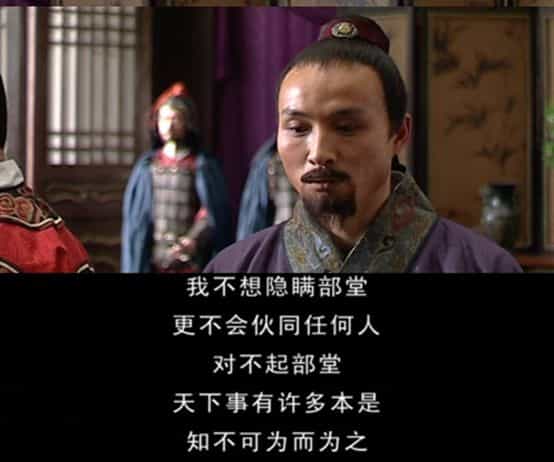 我不想隐瞒部堂
更不会伙同任何人
对不起部堂
天下事有许多本是
知不可为而为之